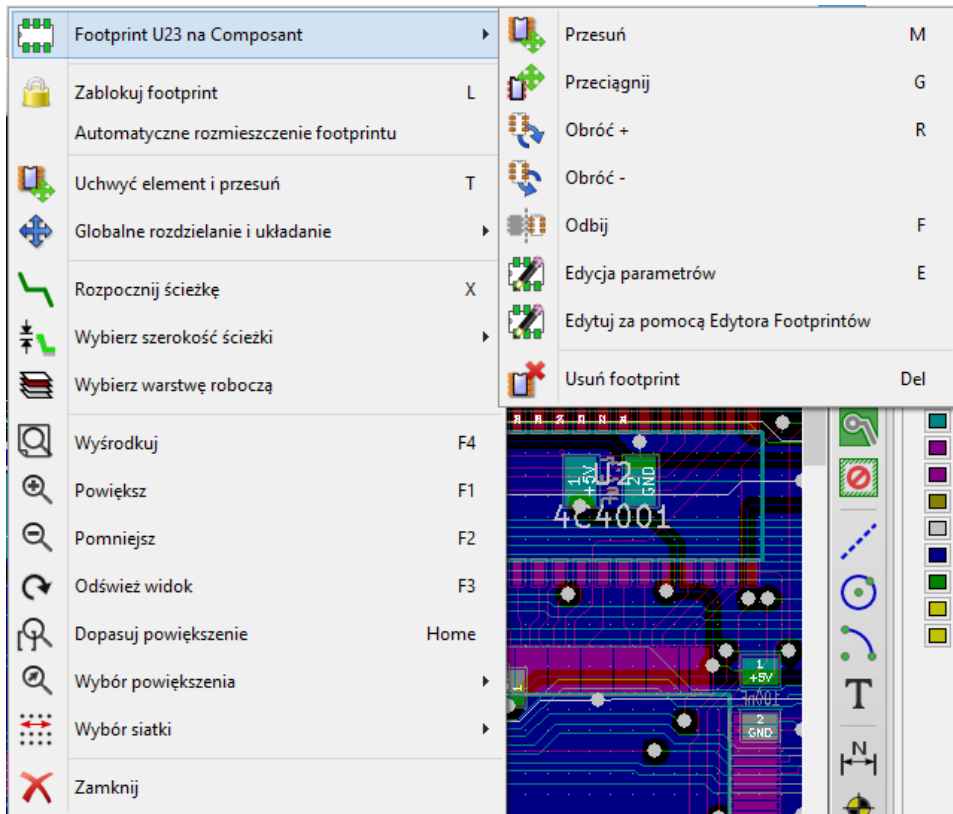 Footprint U23 na Composant
Zablokuj footprint L
Automatyczne rozmieszczenie footprintu
Uchwyć element i przesuń T
Globalne rozdzielanie i układanie
Rozpocznij ścieżkę X
Wybierz szerokość ścieżki
Wybierz warstwę roboczą
Wyśrodkuj F4
Powiększ F1
Pomniejsz F2
Odśwież widok F3
Dopasuj powiększenie Home
Wybór powiększenia
Wybór siatki
Zamknij
Przesuń M
Przeciągnij G
Obróć + R
Obróć -
Odbij F
Edycja parametrów E
Edytuj za pomocą Edytora Footprintów
Usuń footprint Del
1
+5V
2
GND
4C4001
1
+5V
2
GND
1
T
N